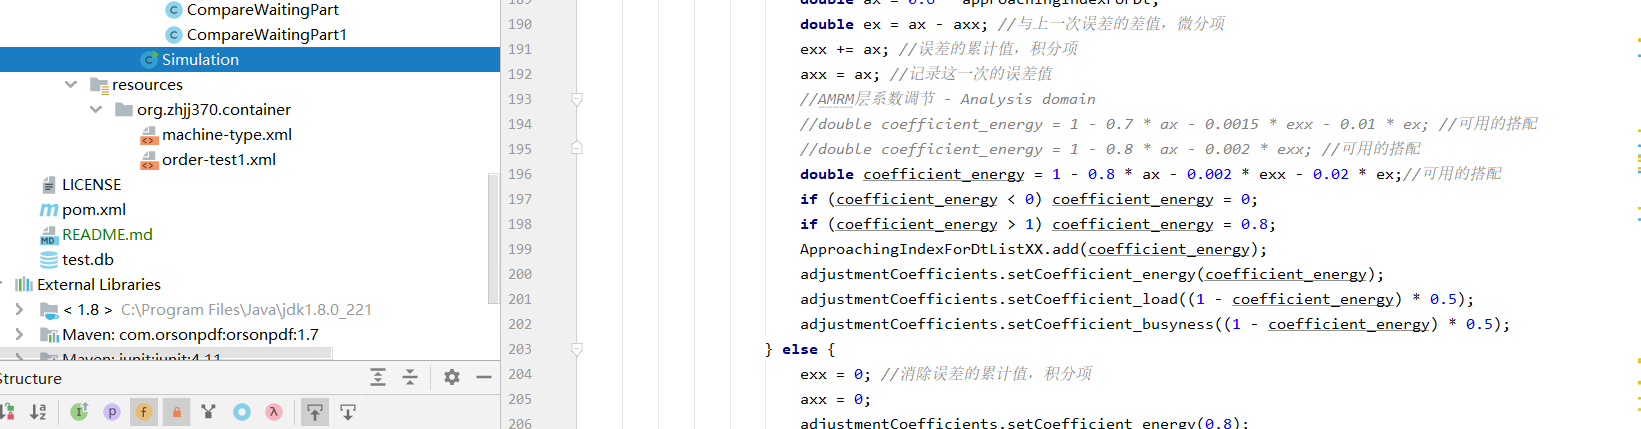 CompareWaitingPart
CompareWaitingPart1
Simulation
resources
org.zhjj370.container
machine-type.xml
order-test1.xml
LICENSE
pom.xml
README.md
test.db
External Libraries
< 1.8 > C:\Program Files\Java\jdk1.8.0_221
Maven: com.orsonpdf:orsonpdf:1.7
Maven: junit:junit:4.11
Structure
189 double ax = 0.6 approachingIndexForDt;
190 double ex = ax - axx; //与上一次误差的差值，微分项
191 exx += ax; //误差的累计值，积分项
192 axx = ax; //记录这一次的误差值
193 //AMRM层系数调节 - Analysis domain
194 //double coefficient_energy = 1 - 0.7 * ax - 0.0015 * exx - 0.01 * ex; //可用的搭配
195 //double coefficient_energy = 1 - 0.8 * ax - 0.002 * exx; //可用的搭配
196 double coefficient_energy = 1 - 0.8 * ax - 0.002 * exx - 0.02 * ex;//可用的搭配
197 if (coefficient_energy < 0) coefficient_energy = 0;
198 if (coefficient_energy > 1) coefficient_energy = 0.8;
199 ApproachingIndexForDtListXX.add(coefficient_energy);
200 adjustmentCoefficients.setCoefficient_energy(coefficient_energy);
201 adjustmentCoefficients.setCoefficient_load((1 - coefficient_energy) * 0.5);
202 adjustmentCoefficients.setCoefficient_busyness((1 - coefficient_energy) * 0.5);
203 } else {
204 exx = 0; //消除误差的累计值，积分项
205 axx = 0;
206 adjustmentCoefficients.setCoefficient_energy(0.8);